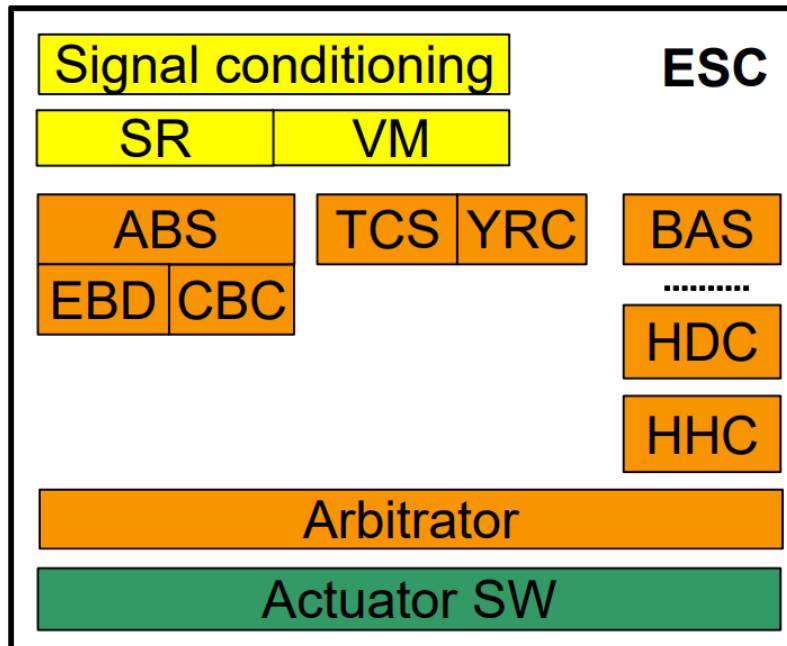 Signal conditioning
ESC
SR VM
ABS TCS YRC BAS
EBD CBC
..........
HDC
HHC
Arbitrator
Actuator SW